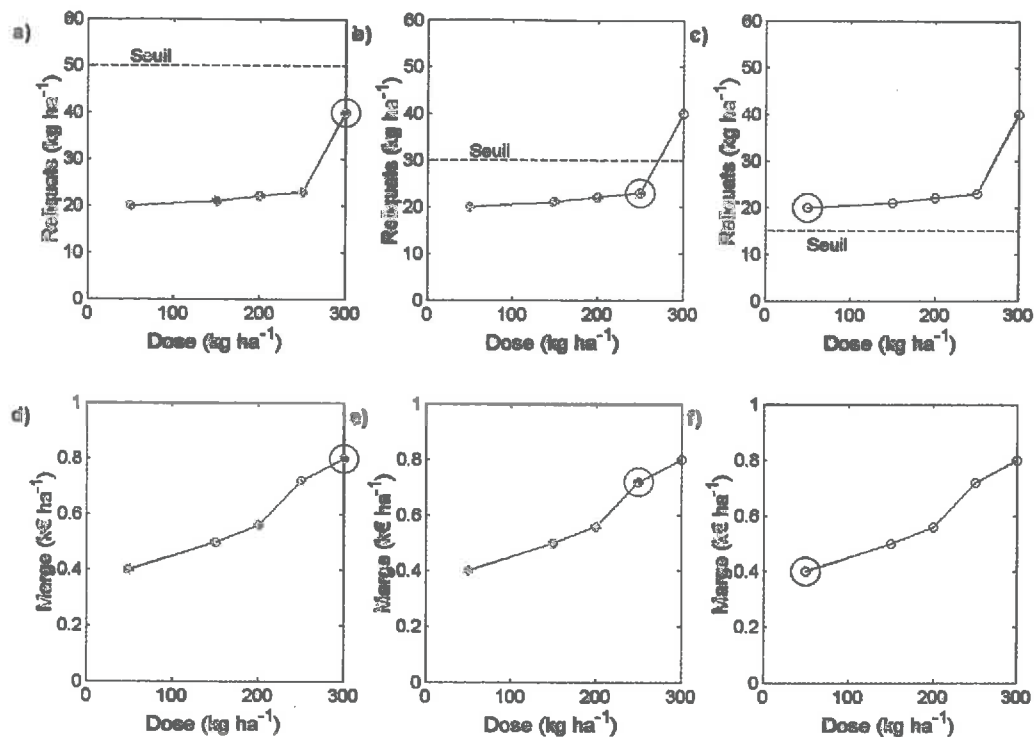 a)
60
50
40
30
20
10
0
Seuil
Reliquats (kg ha⁻¹)
0 100 200 300
Dose (kg ha⁻¹)
b)
60
50
40
30
20
10
0
Seuil
Reliquats (kg ha⁻¹)
0 100 200 300
Dose (kg ha⁻¹)
c)
60
50
40
30
20
10
0
Seuil
Reliquats (kg ha⁻¹)
0 100 200 300
Dose (kg ha⁻¹)
d)
1
0.8
0.6
0.4
0.2
0
Marge (k€ ha⁻¹)
0 100 200 300
Dose (kg ha⁻¹)
e)
1
0.8
0.6
0.4
0.2
0
Marge (k€ ha⁻¹)
0 100 200 300
Dose (kg ha⁻¹)
f)
1
0.8
0.6
0.4
0.2
0
Marge (k€ ha⁻¹)
0 100 200 300
Dose (kg ha⁻¹)